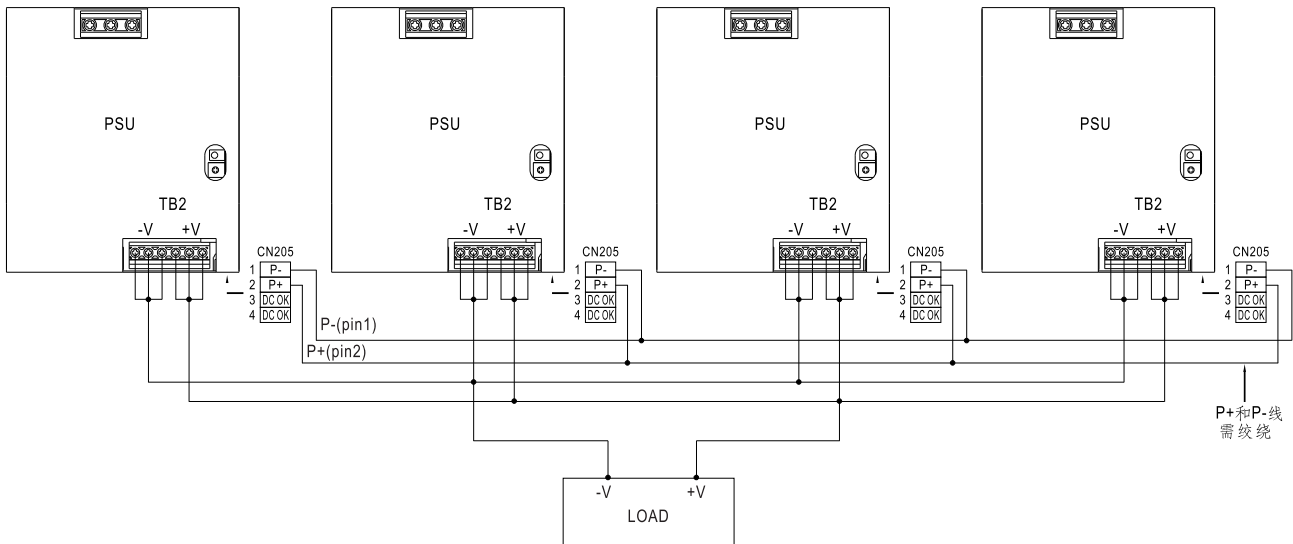 PSU PSU PSU PSU
TB2 TB2 TB2 TB2
-V +V -V +V -V +V -V +V
CN205 CN205 CN205 CN205
1 P- 1 P- 1 P- 1 P-
2 P+ 2 P+ 2 P+ 2 P+
3 DC OK 3 DC OK 3 DC OK 3 DC OK
4 DC OK 4 DC OK 4 DC OK 4 DC OK
P-(pin1)
P+(pin2)
P+和P-线
需绞绕
-V +V
LOAD